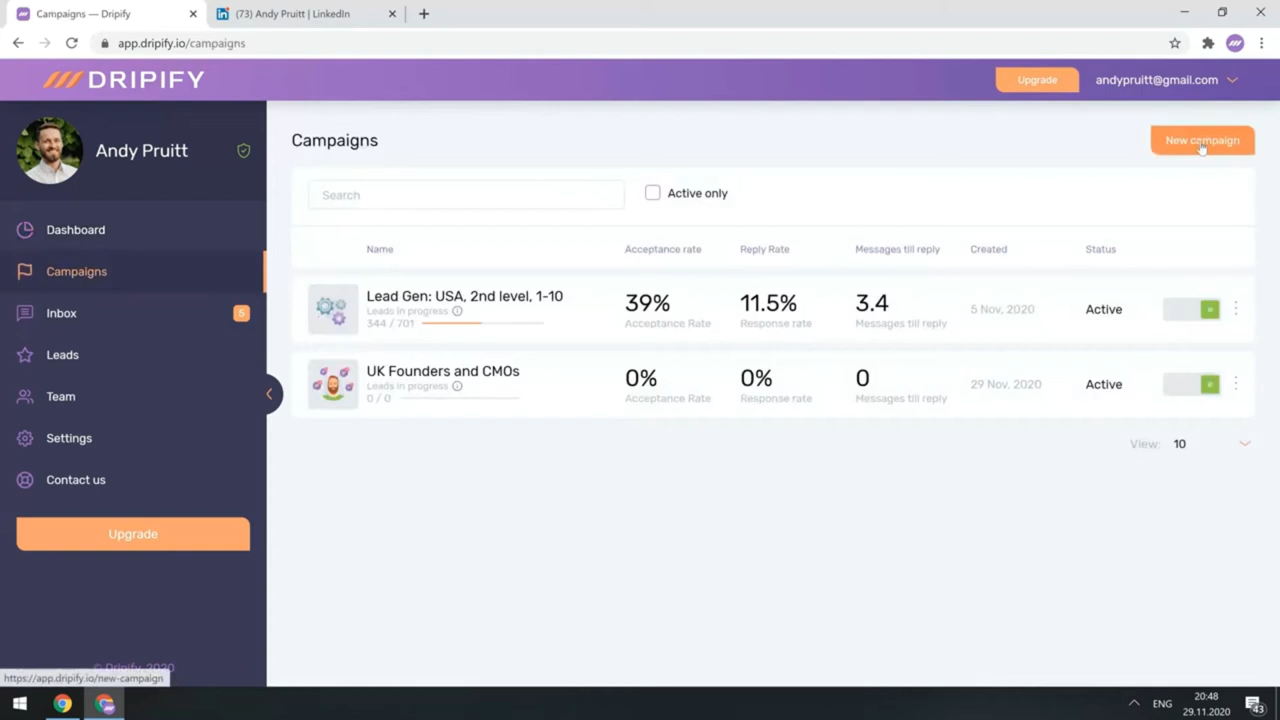 Campaigns — Dripify
(73) Andy Pruitt | LinkedIn
app.dripify.io/campaigns
DRIPIFY
Upgrade
andypruitt@gmail.com
Andy Pruitt
Dashboard
Campaigns
Inbox
5
Leads
Team
Settings
Contact us
Upgrade
© Dripify, 2020
https://app.dripify.io/new-campaign
Campaigns
New campaign
Search
Active only
Name
Acceptance rate
Reply Rate
Messages till reply
Created
Status
Lead Gen: USA, 2nd level, 1-10
Leads in progress
344 / 701
39%
Acceptance Rate
11.5%
Response rate
3.4
Messages till reply
5 Nov, 2020
Active
UK Founders and CMOs
Leads in progress
0 / 0
0%
Acceptance Rate
0%
Response rate
0
Messages till reply
29 Nov, 2020
Active
View: 10
ENG
20:48
29.11.2020
43